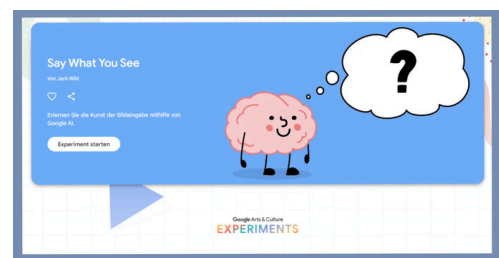 Say What You See
Von Jack Wild
Erlernen Sie die Kunst der Bildeingabe mithilfe von
Google AI.
Experiment starten
?
Google Arts & Culture
EXPERIMENTS